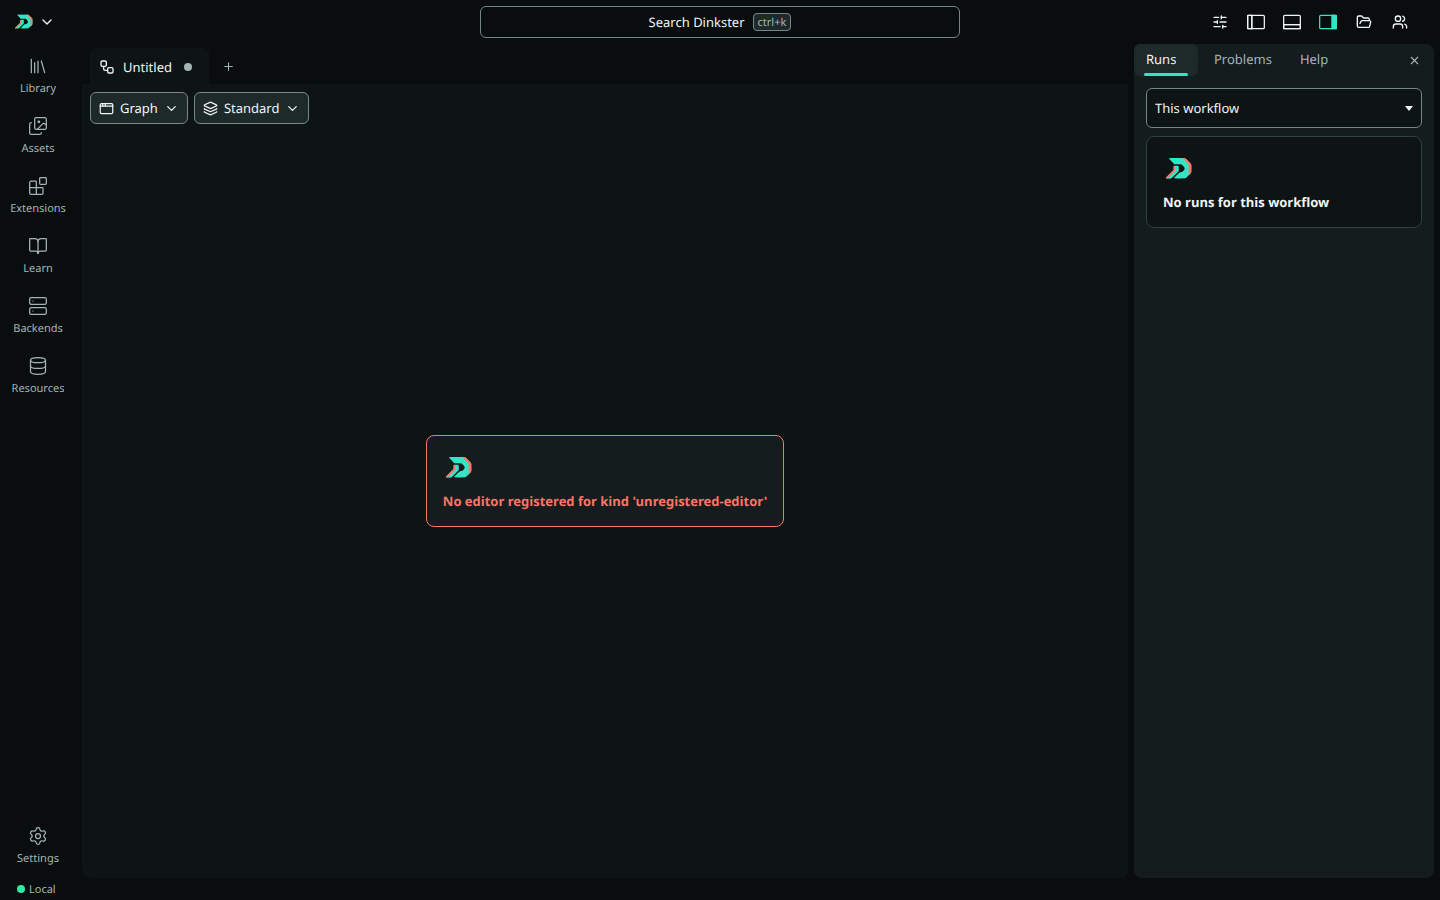 Search Dinkster ctrl+k
Library
Assets
Extensions
Learn
Backends
Resources
Settings
Local
Untitled
Graph
Standard
No editor registered for kind 'unregistered-editor'
Runs
Problems
Help
This workflow
No runs for this workflow